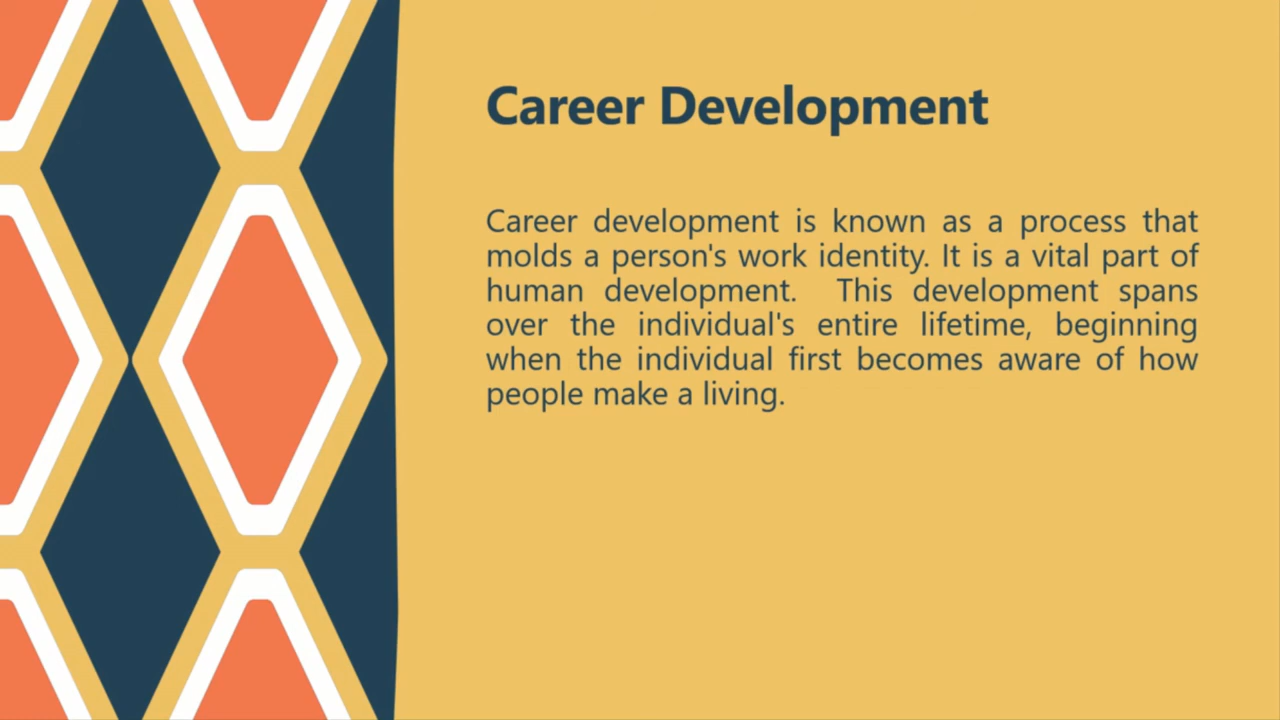 Career Development
Career development is known as a process that
molds a person's work identity. It is a vital part of
human development.  This development spans
over the individual's entire lifetime, beginning
when the individual first becomes aware of how
people make a living.